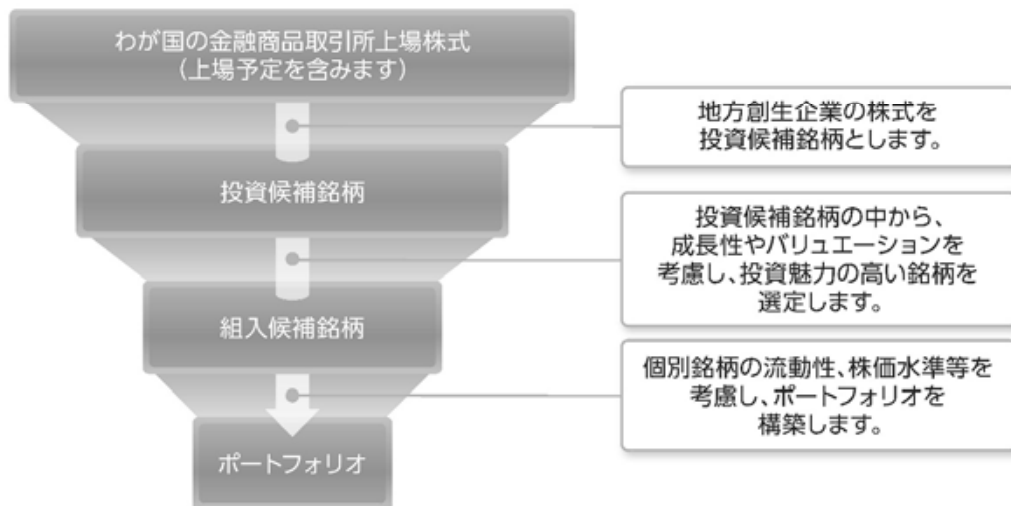 わが国の金融商品取引所上場株式
(上場予定を含みます)
地方創生企業の株式を
投資候補銘柄とします。
投資候補銘柄
投資候補銘柄の中から、
成長性やバリュエーションを
考慮し、投資魅力の高い銘柄を
選定します。
組入候補銘柄
個別銘柄の流動性、株価水準等を
考慮し、ポートフォリオを
構築します。
ポートフォリオ